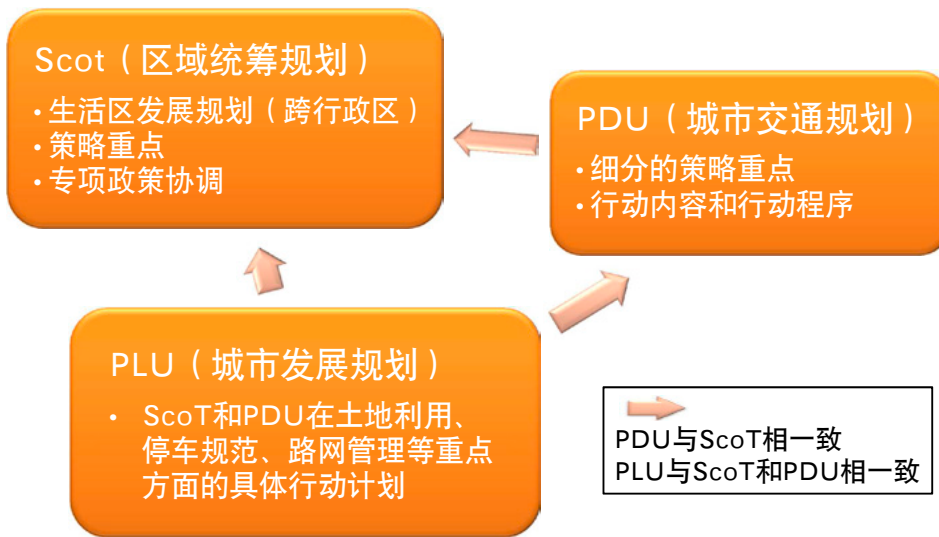 Scot（区域统筹规划）
•生活区发展规划（跨行政区）
•策略重点
•专项政策协调
PDU（城市交通规划）
•细分的策略重点
•行动内容和行动程序
PLU（城市发展规划）
• ScoT和PDU在土地利用、
停车规范、路网管理等重点
方面的具体行动计划
PDU与ScoT相一致
PLU与ScoT和PDU相一致